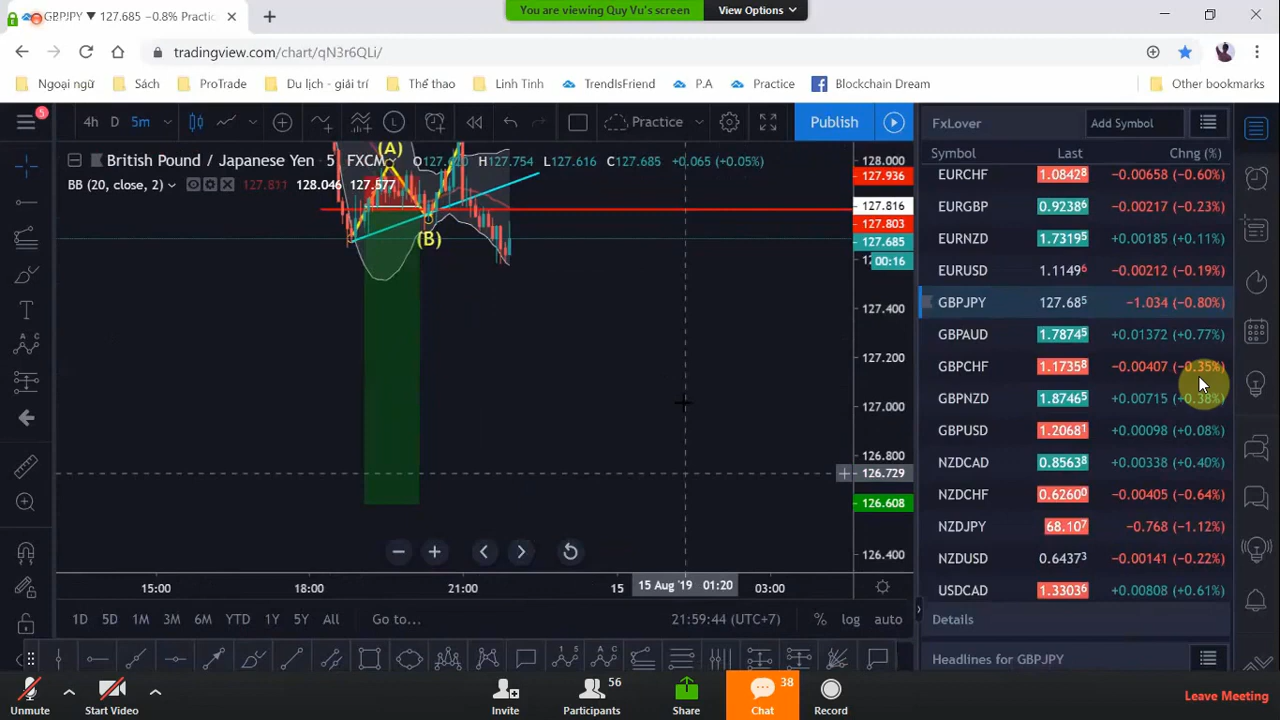 You are viewing Quy Vu's screen View Options
GBPJPY ▼ 127.685 −0.8% Practic
tradingview.com/chart/qN3r6QLi/
Ngoại ngữ Sách ProTrade Du lịch - giải trí Thể thao Linh Tinh TrendIsFriend P.A Practice Blockchain Dream Other bookmarks
5 4h D 5m Practice Publish FxLover Add Symbol
British Pound / Japanese Yen 5 FXCM H127.754 L127.616 C127.685 +0.065 (+0.05%)
BB (20, close, 2) 127.811 128.046 127.577
(A)
(B)
128.000
127.936
127.816
127.803
127.685
00:16
127.400
127.200
127.000
126.800
126.729
126.608
126.400
Symbol Last Chng (%)
EURCHF 1.0842⁸ −0.00658 (−0.60%)
EURGBP 0.9238⁶ −0.00217 (−0.23%)
EURNZD 1.7319⁵ +0.00185 (+0.11%)
EURUSD 1.1149⁶ −0.00212 (−0.19%)
GBPJPY 127.68⁵ −1.034 (−0.80%)
GBPAUD 1.7874⁵ +0.01372 (+0.77%)
GBPCHF 1.1735⁸ −0.00407 (−0.35%)
GBPNZD 1.8746⁵ +0.00715 (+0.38%)
GBPUSD 1.2068¹ +0.00098 (+0.08%)
NZDCAD 0.8563⁸ +0.00338 (+0.40%)
NZDCHF 0.6260⁰ −0.00405 (−0.64%)
NZDJPY 68.10⁷ −0.768 (−1.12%)
NZDUSD 0.6437³ −0.00141 (−0.22%)
USDCAD 1.3303⁶ +0.00808 (+0.61%)
15:00 18:00 21:00 15 15 Aug '19 01:20 03:00
1D 5D 1M 3M 6M YTD 1Y 5Y All Go to... 21:59:44 (UTC+7) % log auto
Details
Headlines for GBPJPY
56 38
Unmute Start Video Invite Participants Share Chat Record Leave Meeting